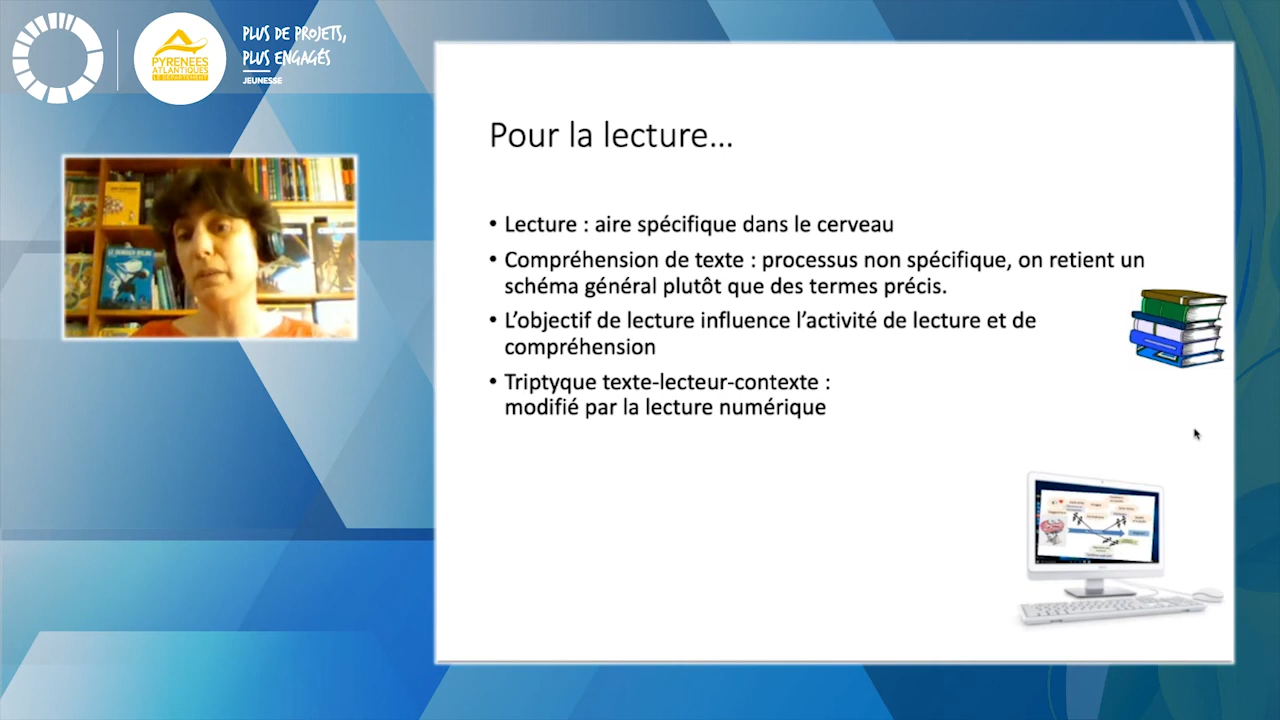 PLUS DE PROJETS,
PLUS ENGAGÉS
JEUNESSE
PYRENEES
ATLANTIQUES
LE DEPARTEMENT
Pour la lecture...
• Lecture : aire spécifique dans le cerveau
• Compréhension de texte : processus non spécifique, on retient un
schéma général plutôt que des termes précis.
• L’objectif de lecture influence l’activité de lecture et de
compréhension
• Triptyque texte-lecteur-contexte :
modifié par la lecture numérique